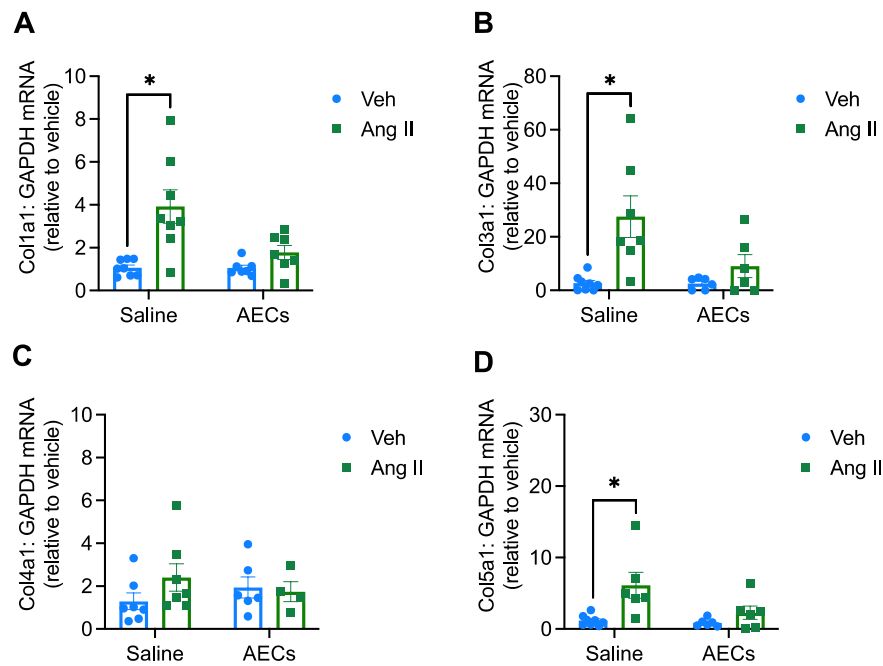 A
Col1a1: GAPDH mRNA
(relative to vehicle)
10
8
6
4
2
0
*
Saline
AECs
Veh
Ang II
B
Col3a1: GAPDH mRNA
(relative to vehicle)
80
60
40
20
0
*
Saline
AECs
Veh
Ang II
C
Col4a1: GAPDH mRNA
(relative to vehicle)
10
8
6
4
2
0
Saline
AECs
Veh
Ang II
D
Col5a1: GAPDH mRNA
(relative to vehicle)
30
20
10
0
*
Saline
AECs
Veh
Ang II